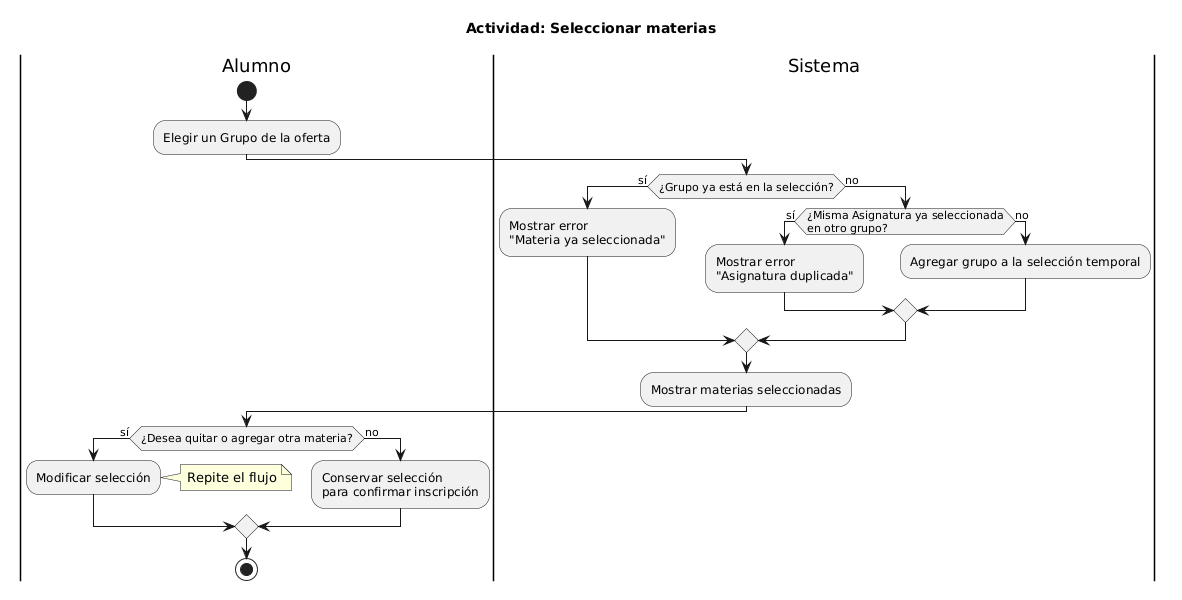 Actividad: Seleccionar materias
Alumno
Sistema
Elegir un Grupo de la oferta
¿Grupo ya está en la selección?
sí
no
Mostrar error
"Materia ya seleccionada"
¿Misma Asignatura ya seleccionada
en otro grupo?
sí
no
Mostrar error
"Asignatura duplicada"
Agregar grupo a la selección temporal
Mostrar materias seleccionadas
¿Desea quitar o agregar otra materia?
sí
no
Modificar selección
Repite el flujo
Conservar selección
para confirmar inscripción